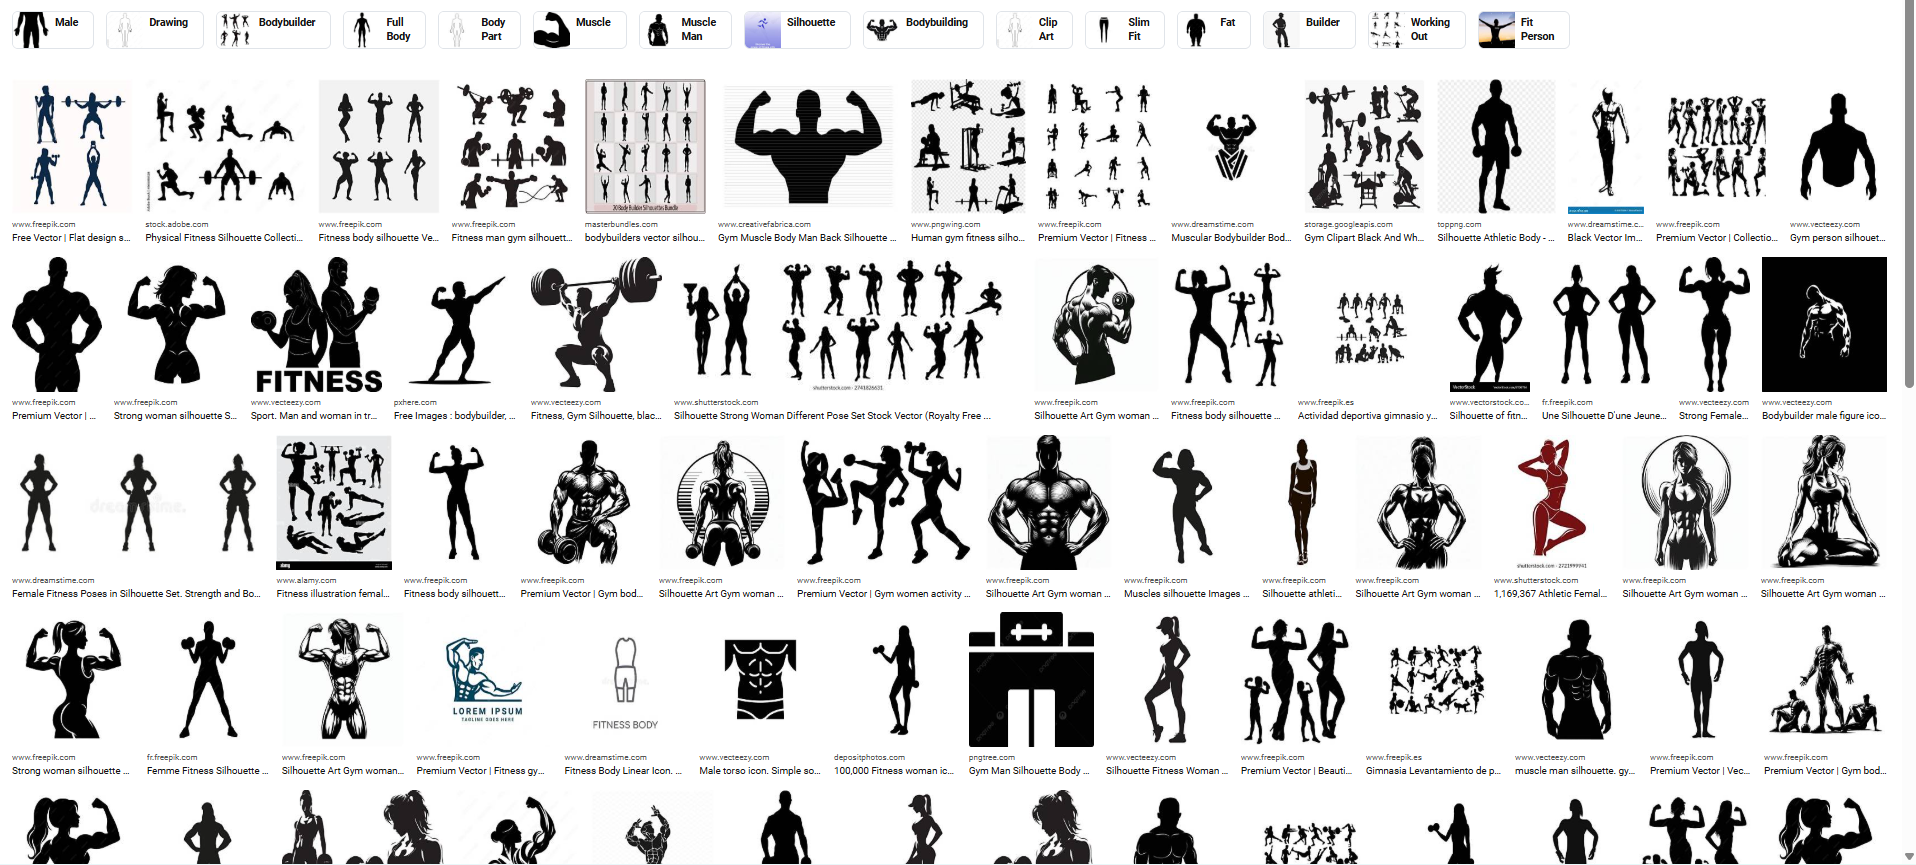 Male
Drawing
Bodybuilder
Full
Body
Body
Part
Muscle
Muscle
Man
Silhouette
Bodybuilding
Clip
Art
Slim
Fit
Fat
Builder
Working
Out
Fit
Person
20 Body Builder Silhouettes Bundle
www.freepik.com
Free Vector | Flat design s...
stock.adobe.com
Physical Fitness Silhouette Collecti...
www.freepik.com
Fitness body silhouette Ve...
www.freepik.com
Fitness man gym silhouett...
masterbundles.com
bodybuilders vector silhou...
www.creativefabrica.com
Gym Muscle Body Man Back Silhouette ...
www.pngwing.com
Human gym fitness silho...
www.freepik.com
Premium Vector | Fitness ...
www.dreamstime.com
Muscular Bodybuilder Bod...
storage.googleapis.com
Gym Clipart Black And Wh...
toppng.com
Silhouette Athletic Body - ...
www.dreamstime.c...
Black Vector Im...
www.freepik.com
Premium Vector | Collectio...
www.vecteezy.com
Gym person silhouet...
FITNESS
shutterstock.com · 2741826631
VectorStock
www.freepik.com
Premium Vector | ...
www.freepik.com
Strong woman silhouette S...
www.vecteezy.com
Sport. Man and woman in tr...
pxhere.com
Free Images : bodybuilder, ...
www.vecteezy.com
Fitness, Gym Silhouette, blac...
www.shutterstock.com
Silhouette Strong Woman Different Pose Set Stock Vector (Royalty Free ...
www.freepik.com
Silhouette Art Gym woman ...
www.freepik.com
Fitness body silhouette ...
www.freepik.es
Actividad deportiva gimnasio y...
www.vectorstock.co...
Silhouette of fitn...
fr.freepik.com
Une Silhouette D'une Jeune...
www.vecteezy.com
Strong Female...
www.vecteezy.com
Bodybuilder male figure ico...
dreamstime.
alamy
shutterstock.com · 2721999941
www.dreamstime.com
Female Fitness Poses in Silhouette Set. Strength and Bo...
www.alamy.com
Fitness illustration femal...
www.freepik.com
Fitness body silhouett...
www.freepik.com
Premium Vector | Gym bod...
www.freepik.com
Silhouette Art Gym woman ...
www.freepik.com
Premium Vector | Gym women activity ...
www.freepik.com
Silhouette Art Gym woman ...
www.freepik.com
Muscles silhouette Images ...
www.freepik.com
Silhouette athleti...
www.freepik.com
Silhouette Art Gym woman ...
www.shutterstock.com
1,169,367 Athletic Femal...
www.freepik.com
Silhouette Art Gym woman ...
www.freepik.com
Silhouette Art Gym woman ...
LOREM IPSUM
TAGLINE GOES HERE
FITNESS BODY
www.freepik.com
Strong woman silhouette ...
fr.freepik.com
Femme Fitness Silhouette ...
www.freepik.com
Silhouette Art Gym woman...
www.freepik.com
Premium Vector | Fitness gy...
www.dreamstime.com
Fitness Body Linear Icon. ...
www.vecteezy.com
Male torso icon. Simple so...
depositphotos.com
100,000 Fitness woman ic...
pngtree.com
Gym Man Silhouette Body ...
www.vecteezy.com
Silhouette Fitness Woman ...
www.freepik.com
Premium Vector | Beauti...
www.freepik.es
Gimnasia Levantamiento de p...
www.vecteezy.com
muscle man silhouette. gy...
www.freepik.com
Premium Vector | Vec...
www.freepik.com
Premium Vector | Gym bod...